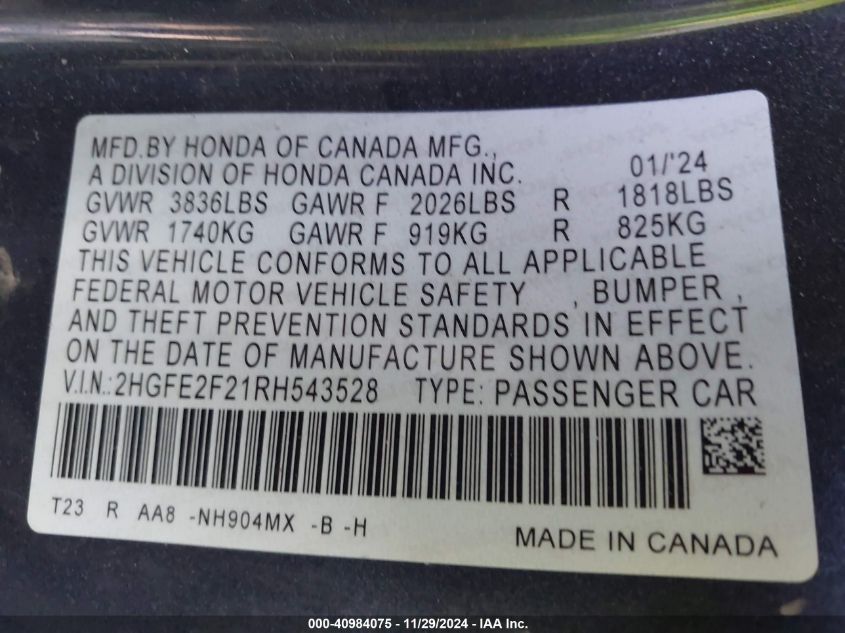 MFD.BY HONDA OF CANADA MFG.,
A DIVISION OF HONDA CANADA INC. 01/'24
GVWR 3836LBS GAWR F 2026LBS R 1818LBS
GVWR 1740KG GAWR F 919KG R 825KG
THIS VEHICLE CONFORMS TO ALL APPLICABLE
FEDERAL MOTOR VEHICLE SAFETY , BUMPER ,
AND THEFT PREVENTION STANDARDS IN EFFECT
ON THE DATE OF MANUFACTURE SHOWN ABOVE.
V.I.N.:2HGFE2F21RH543528 TYPE: PASSENGER CAR
T23 R AA8 -NH904MX -B -H
MADE IN CANADA
000-40984075 - 11/29/2024 - IAA Inc.